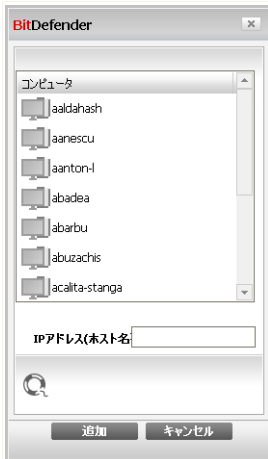 BitDefender
コンピュータ
aaldahash
aanescu
aanton-l
abadea
abarbu
abuzachis
acalita-stanga
IPアドレス(ホスト名
追加 キャンセル